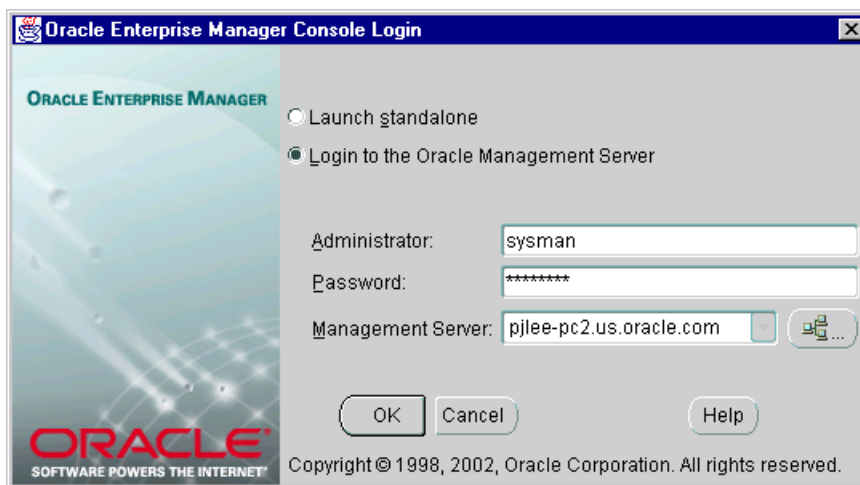 Oracle Enterprise Manager Console Login
ORACLE ENTERPRISE MANAGER
Launch standalone
Login to the Oracle Management Server
Administrator: sysman
Password: ********
Management Server: pjlee-pc2.us.oracle.com ...
OK Cancel Help
ORACLE
SOFTWARE POWERS THE INTERNET
Copyright © 1998, 2002, Oracle Corporation. All rights reserved.